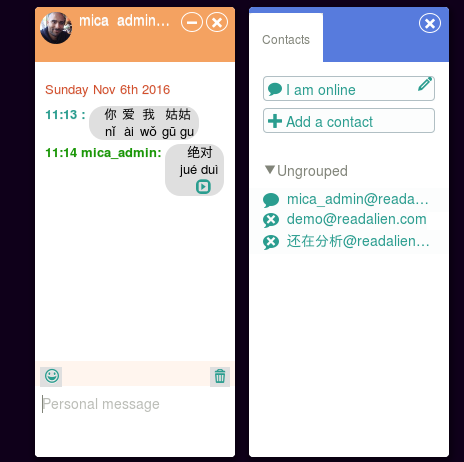 mica_admin...
Sunday Nov 6th 2016
11:13 : 你 爱 我 姑姑
nǐ ài wǒ gū gu
11:14 mica_admin: 绝对
jué duì
Personal message
Contacts
I am online
Add a contact
Ungrouped
mica_admin@reada...
demo@readalien.com
还在分析@readalien...